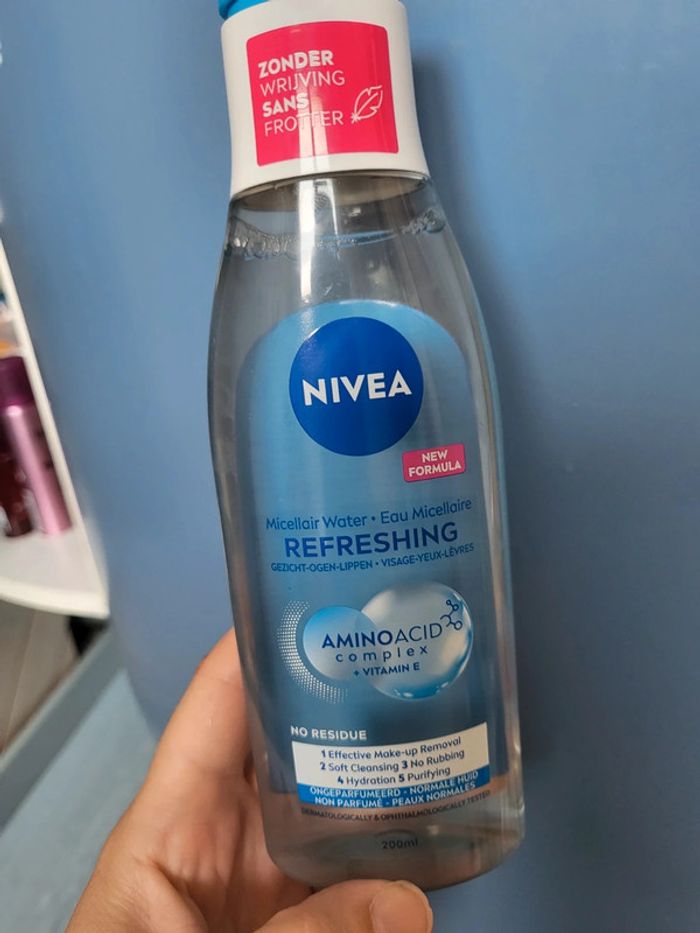 ZONDER
WRIJVING
SANS
FROTTER
NIVEA
NEW
FORMULA
Micellair Water • Eau Micellaire
REFRESHING
GEZICHT-OGEN-LIPPEN • VISAGE-YEUX-LÈVRES
AMINOACID
complex
+ VITAMIN E
NO RESIDUE
1 Effective Make-up Removal
2 Soft Cleansing 3 No Rubbing
4 Hydration 5 Purifying
ONGEPARFUMEERD - NORMALE HUID
NON PARFUMÉ - PEAUX NORMALES
DERMATOLOGICALLY & OPHTHALMOLOGICALLY TESTED
200ml